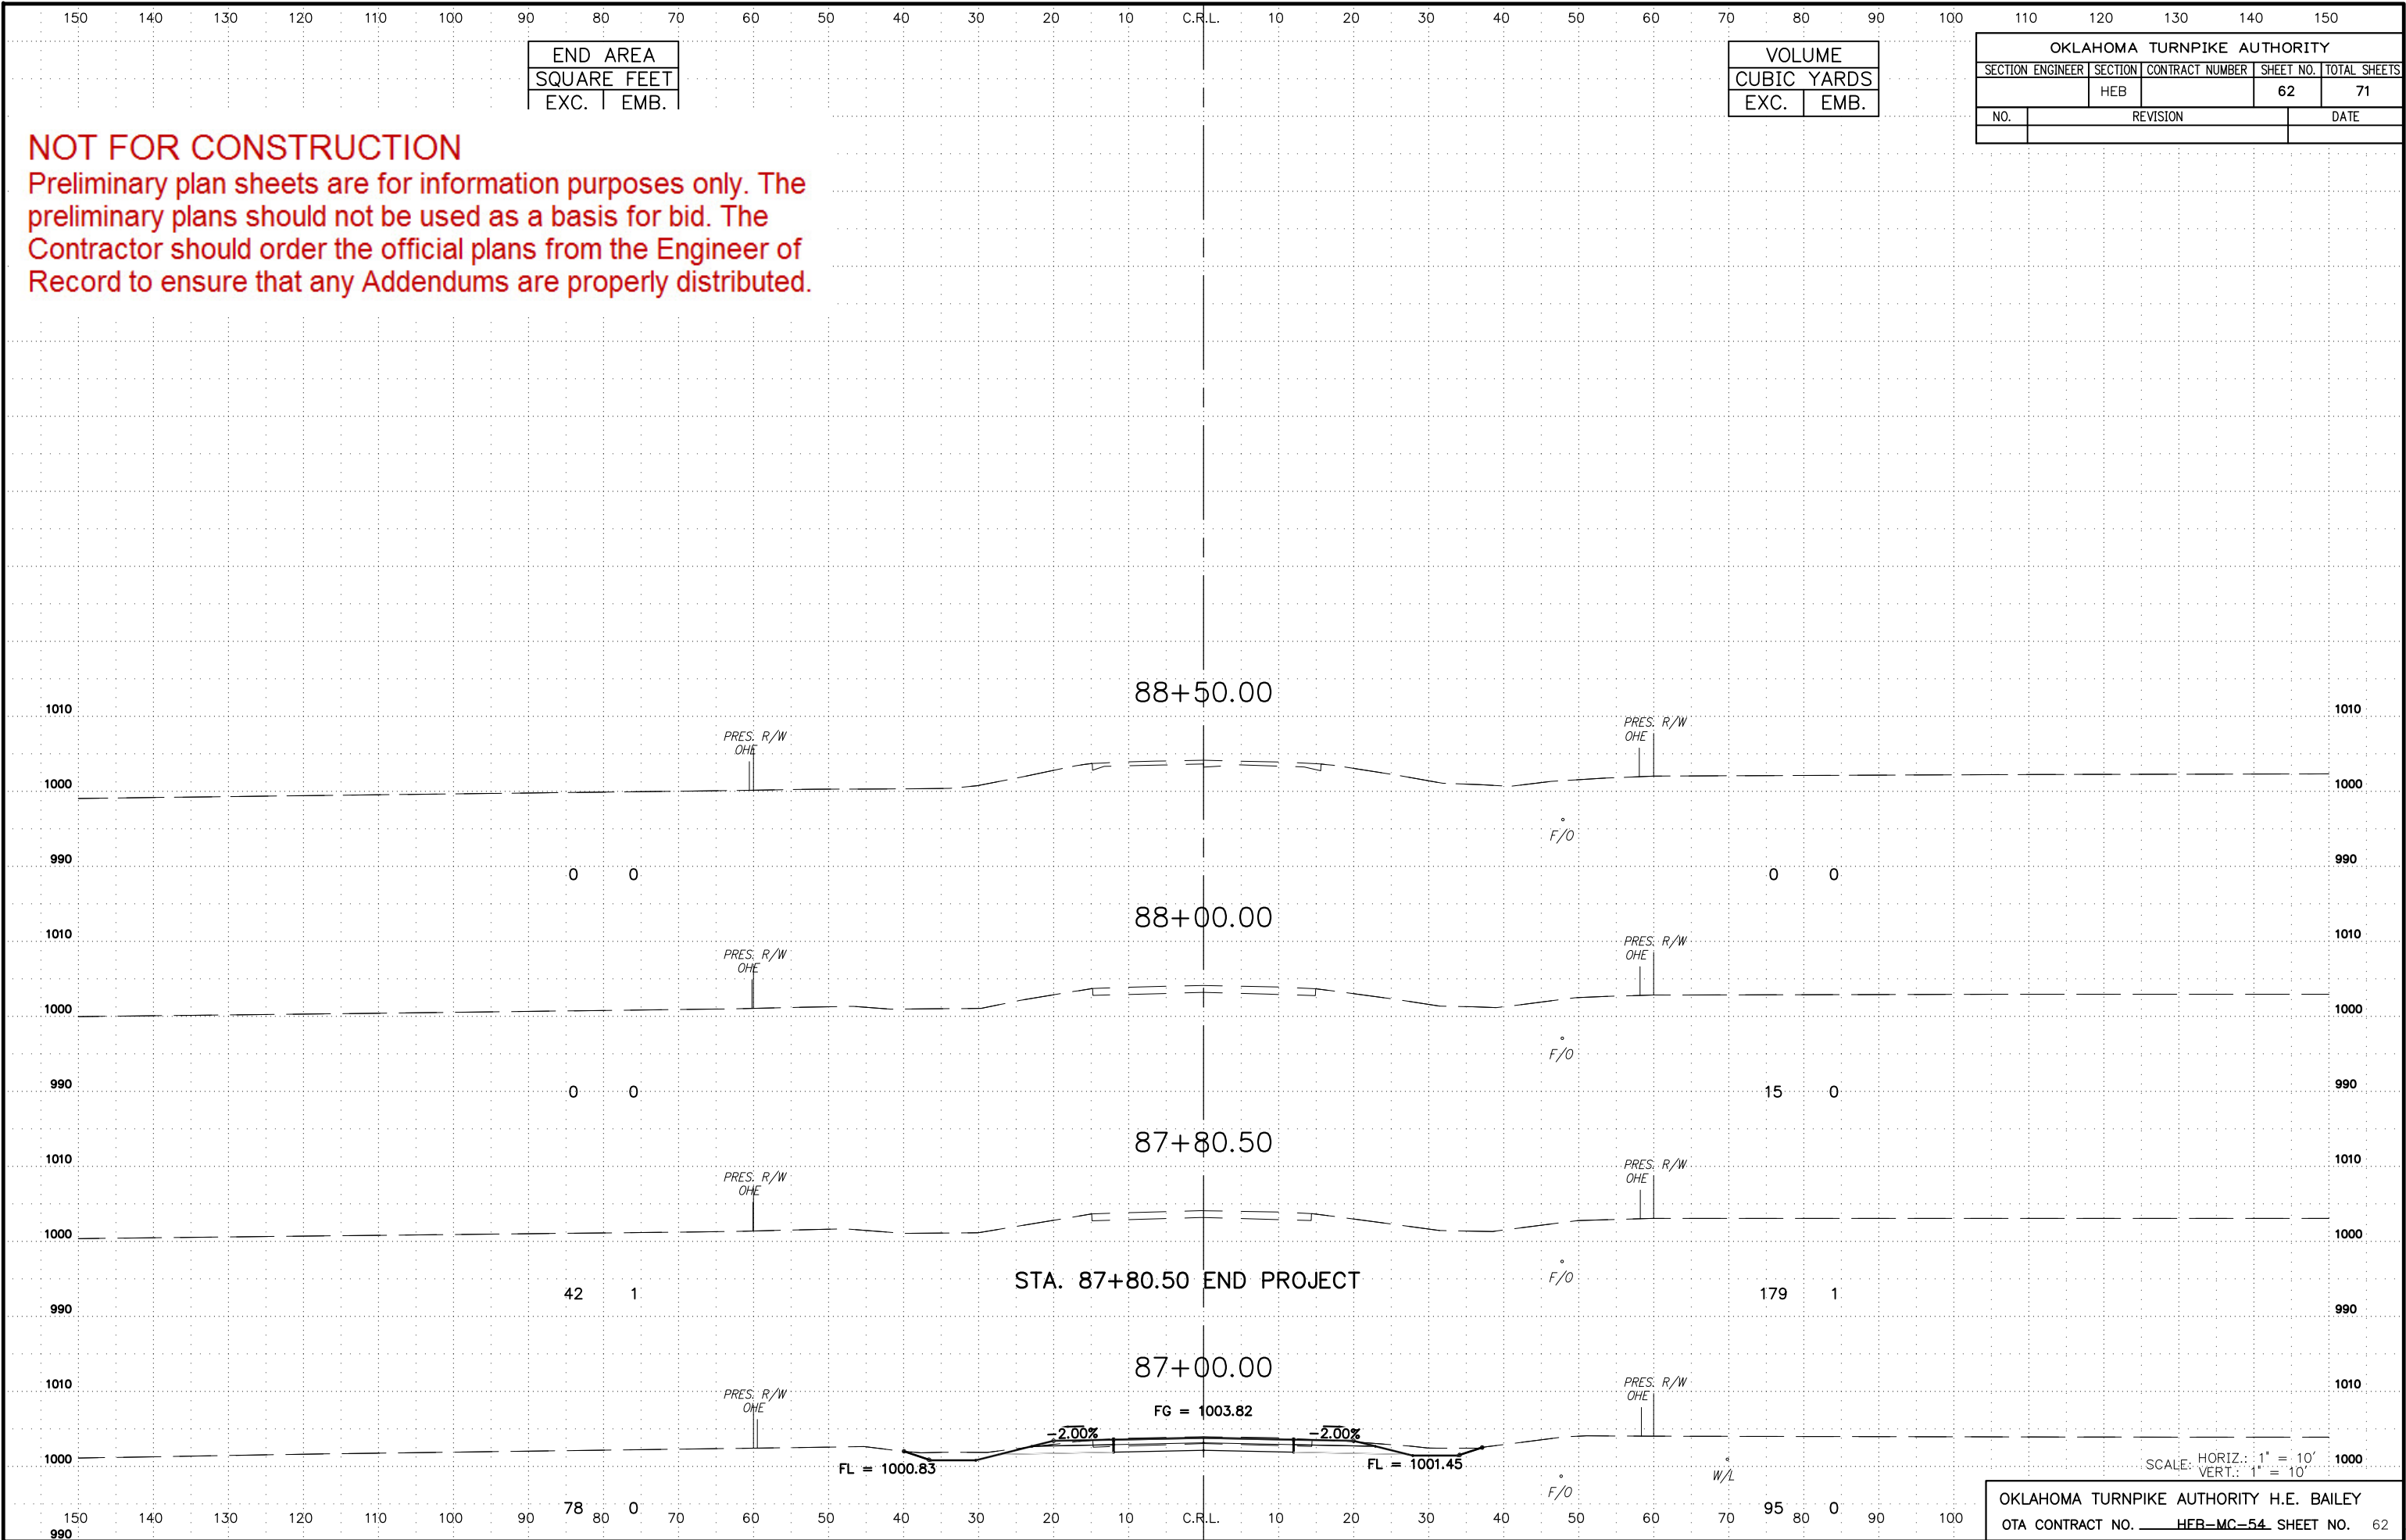 150 140 130 120 110 100 90 80 70 60 50 40 30 20 10 C.R.L. 10 20 30 40 50 60 70 80 90 100 110 120 130 140 150
END AREA
SQUARE FEET
EXC. EMB.
VOLUME
CUBIC YARDS
EXC. EMB.
OKLAHOMA TURNPIKE AUTHORITY
SECTION ENGINEER SECTION CONTRACT NUMBER SHEET NO. TOTAL SHEETS
HEB 62 71
NO. REVISION DATE
NOT FOR CONSTRUCTION
Preliminary plan sheets are for information purposes only. The
preliminary plans should not be used as a basis for bid. The
Contractor should order the official plans from the Engineer of
Record to ensure that any Addendums are properly distributed.
88+50.00
1010 1010
PRES. R/W PRES. R/W
OHE OHE
1000 1000
F/O
990 990
0 0 0 0
88+00.00
1010 1010
PRES. R/W PRES. R/W
OHE OHE
1000 1000
F/O
990 990
0 0 15 0
87+80.50
1010 1010
PRES. R/W PRES. R/W
OHE OHE
1000 1000
STA. 87+80.50 END PROJECT
F/O
42 1 179 1
990 990
87+00.00
1010 1010
PRES. R/W PRES. R/W
OHE OHE
FG = 1003.82
-2.00% -2.00%
1000 1000
FL = 1000.83 FL = 1001.45
W/L
F/O
SCALE: HORIZ.: 1" = 10'
VERT.: 1" = 10'
78 0 95 0
150 140 130 120 110 100 90 80 70 60 50 40 30 20 10 C.R.L. 10 20 30 40 50 60 70 80 90 100
990
OKLAHOMA TURNPIKE AUTHORITY H.E. BAILEY
OTA CONTRACT NO. HEB-MC-54 SHEET NO. 62